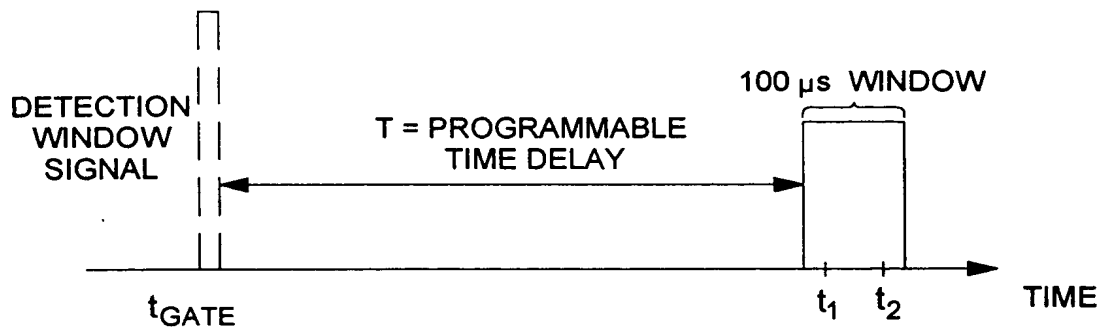 100 µs WINDOW
DETECTION
WINDOW
SIGNAL
T = PROGRAMMABLE
TIME DELAY
tGATE
t1
t2
TIME